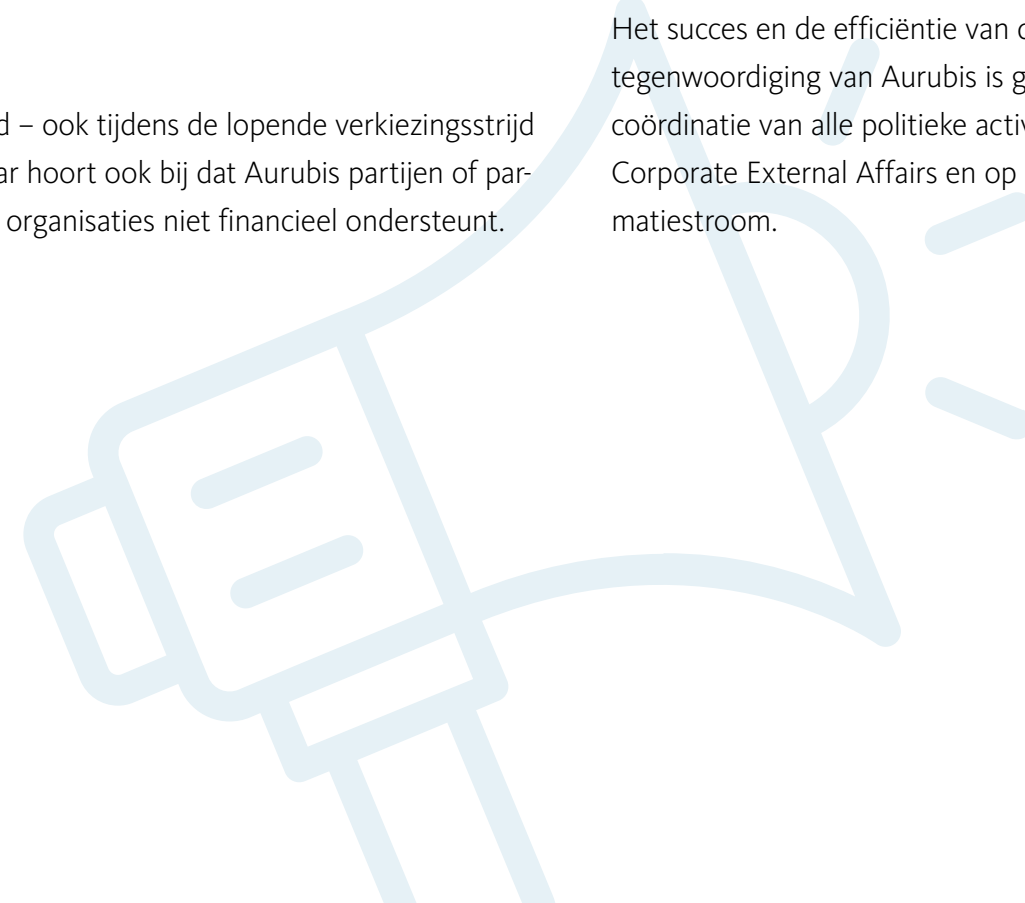 d – ook tijdens de lopende verkiezingsstrijd
ar hoort ook bij dat Aurubis partijen of par-
organisaties niet financieel ondersteunt.
Het succes en de efficiëntie van
tegenwoordiging van Aurubis is g
coördinatie van alle politieke activ
Corporate External Affairs en op
matiestroom.